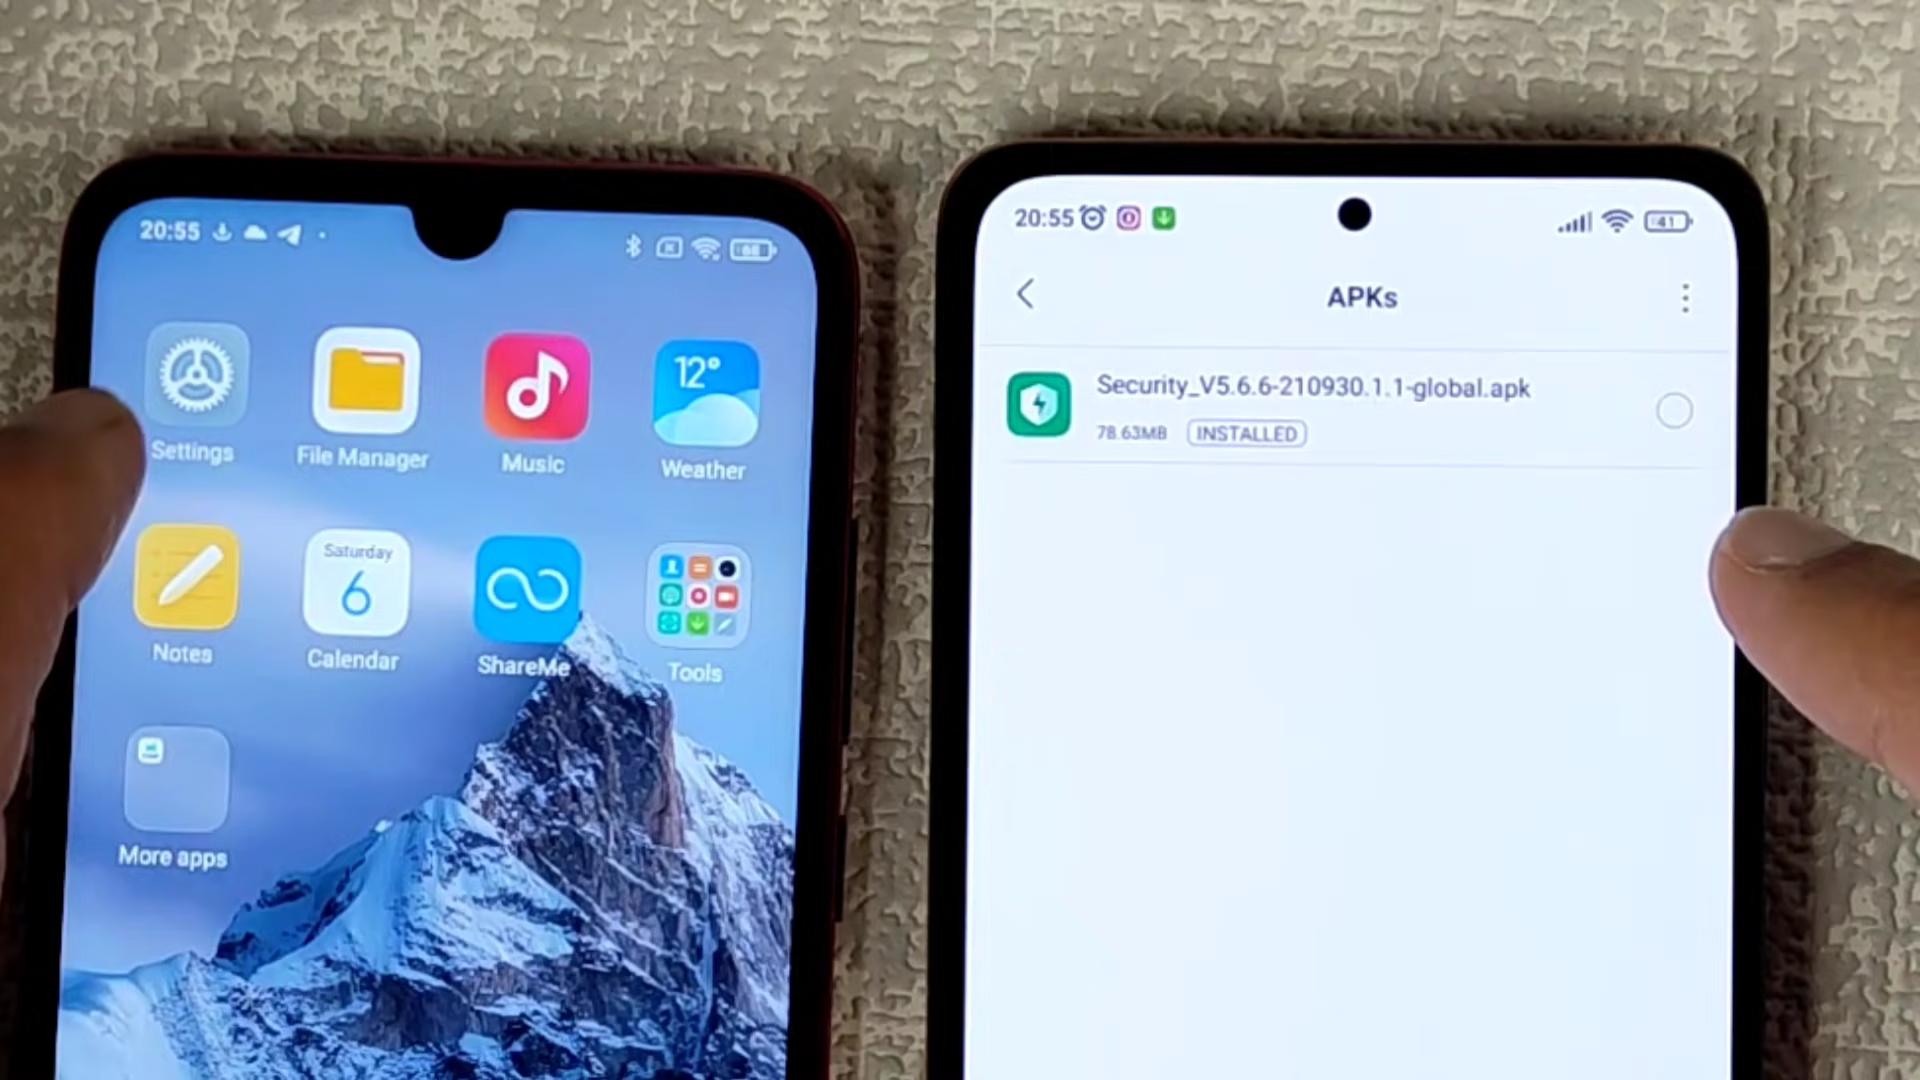 20:55
68
12°
Settings
File Manager
Music
Weather
Saturday
6
Notes
Calendar
ShareMe
Tools
More apps
20:55
41
APKs
Security_V5.6.6-210930.1.1-global.apk
78.63MB INSTALLED